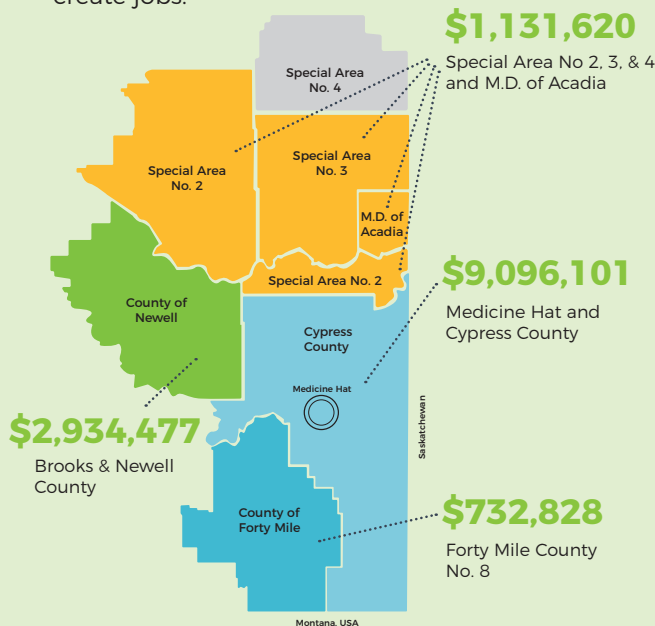 create jobs.
$1,131,620
Special Area No 2, 3, & 4
and M.D. of Acadia
Special Area
No. 4
Special Area
No. 3
Special Area
No. 2
M.D. of
Acadia
Special Area No. 2
$9,096,101
Medicine Hat and
Cypress County
County of
Newell
Cypress
County
Medicine Hat
Saskatchewan
$2,934,477
Brooks & Newell
County
County of
Forty Mile
$732,828
Forty Mile County
No. 8
Montana, USA